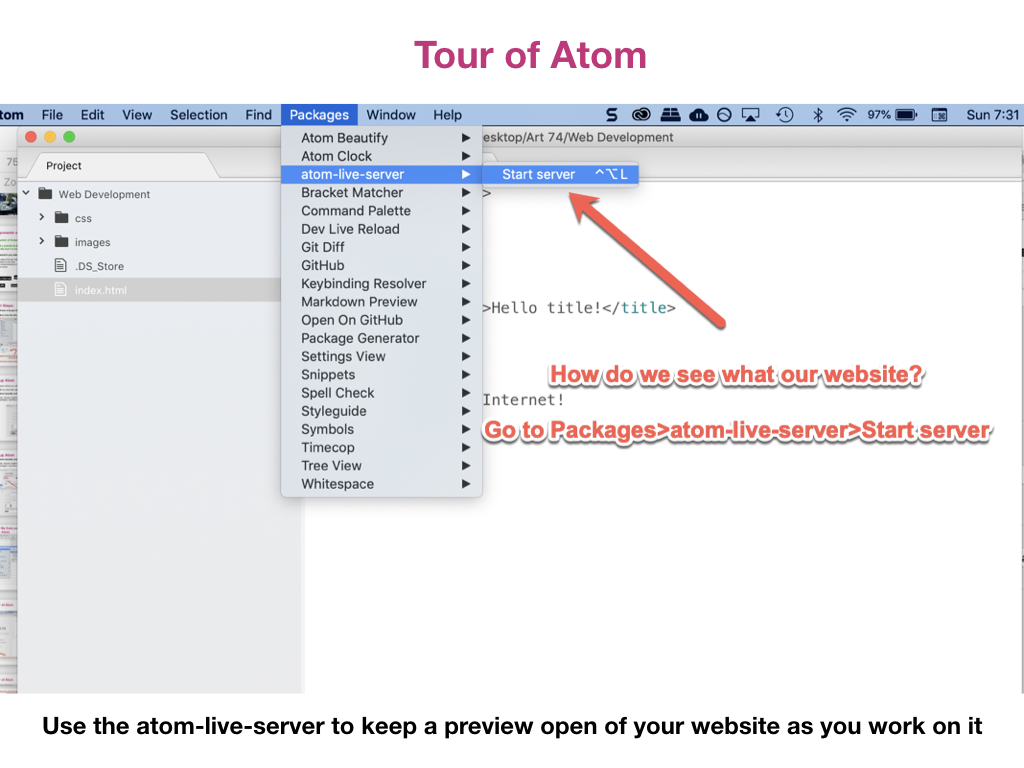 Tour of Atom
tom File Edit View Selection Find Packages Window Help 97% Sun 7:31
esktop/Art 74/Web Development
Project
Web Development
css
images
.DS_Store
index.html
Atom Beautify
Atom Clock
atom-live-server
Start server ⌃⌥L
Bracket Matcher
>
Command Palette
Dev Live Reload
Git Diff
GitHub
Keybinding Resolver
Markdown Preview
>Hello title!</title>
Open On GitHub
Package Generator
Settings View
Snippets
Spell Check
Styleguide
Symbols
Timecop
Tree View
Whitespace
How do we see what our website?
Internet!
Go to Packages>atom-live-server>Start server
Use the atom-live-server to keep a preview open of your website as you work on it